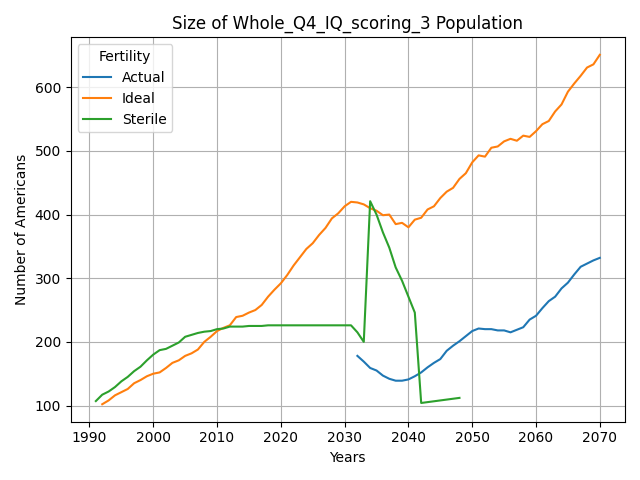 Size of Whole_Q4_IQ_scoring_3 Population
Fertility
Actual
Ideal
Sterile
Number of Americans
600
500
400
300
200
100
1990 2000 2010 2020 2030 2040 2050 2060 2070
Years